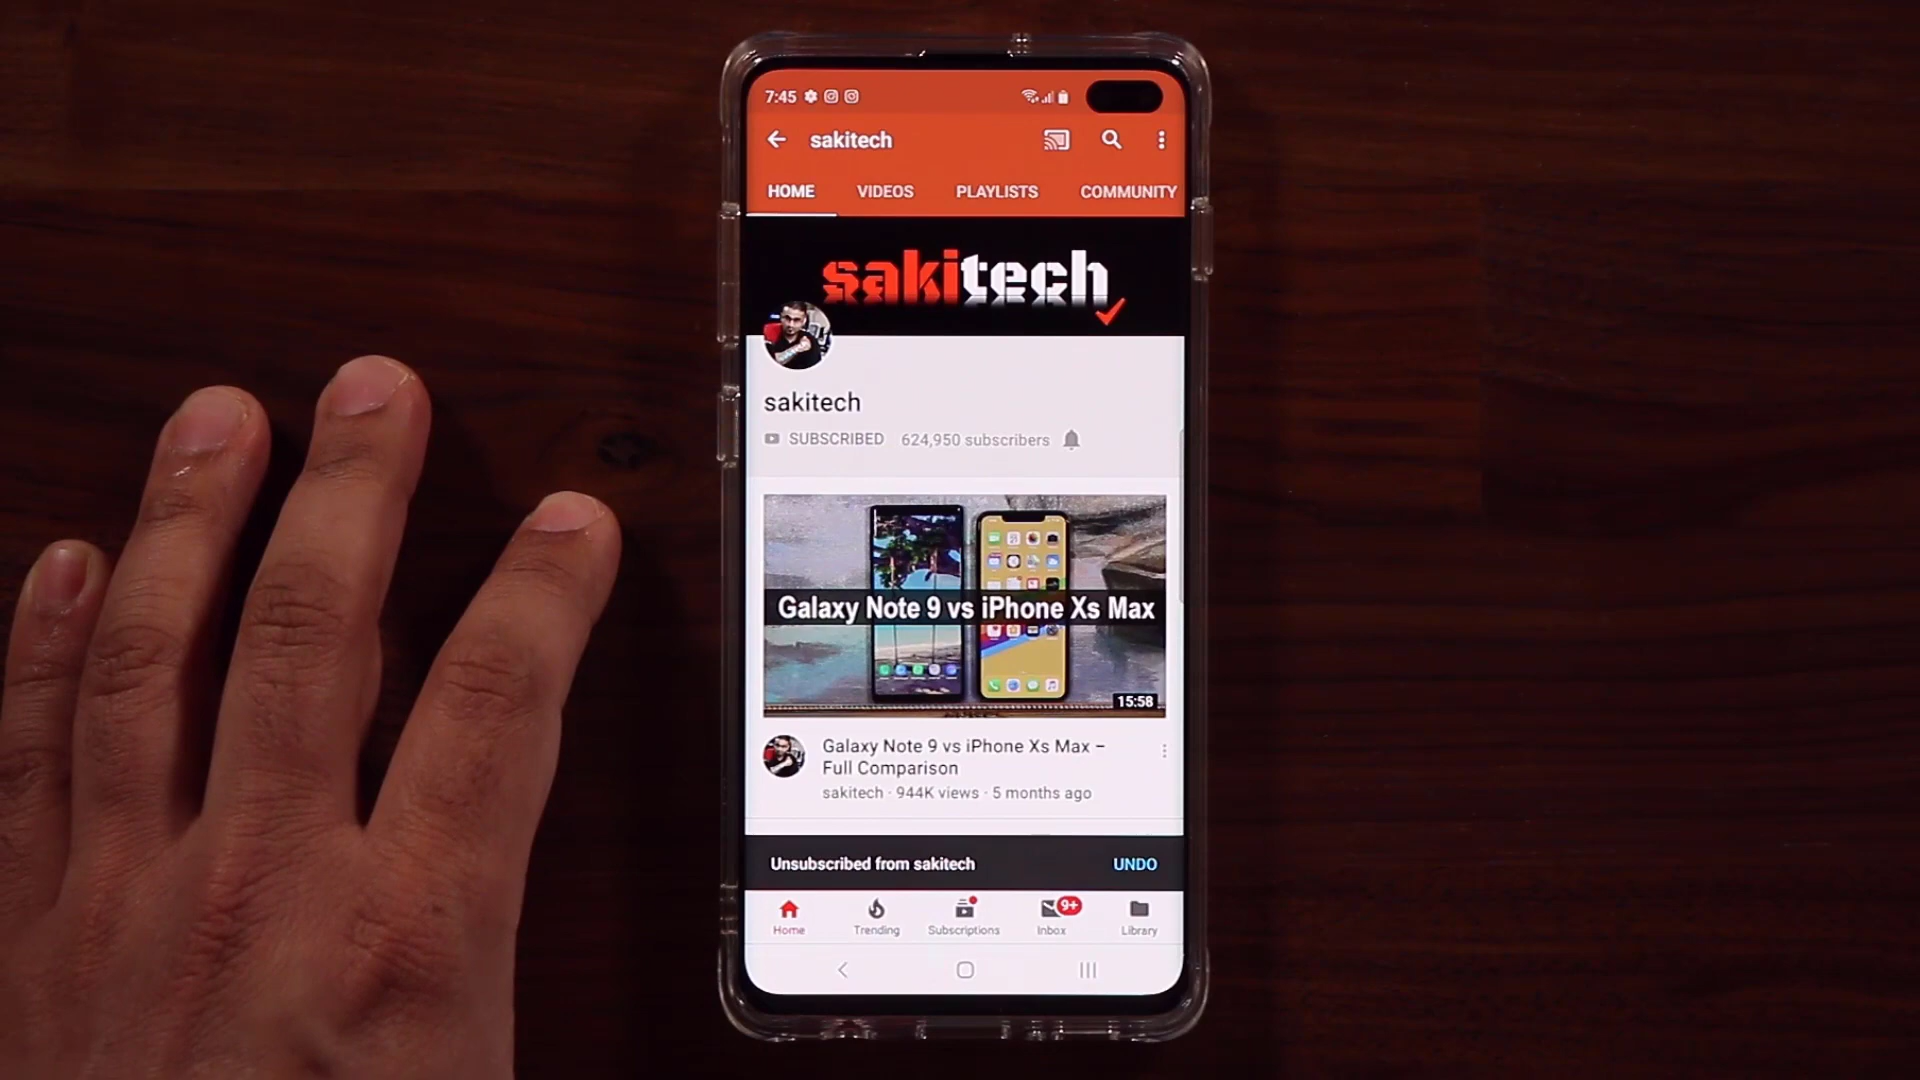 7:45
sakitech
HOME VIDEOS PLAYLISTS COMMUNITY
sakitech
sakitech
SUBSCRIBED 624,950 subscribers
Galaxy Note 9 vs iPhone Xs Max
15:58
Galaxy Note 9 vs iPhone Xs Max –
Full Comparison
sakitech · 944K views · 5 months ago
Unsubscribed from sakitech UNDO
9+
Home Trending Subscriptions Inbox Library